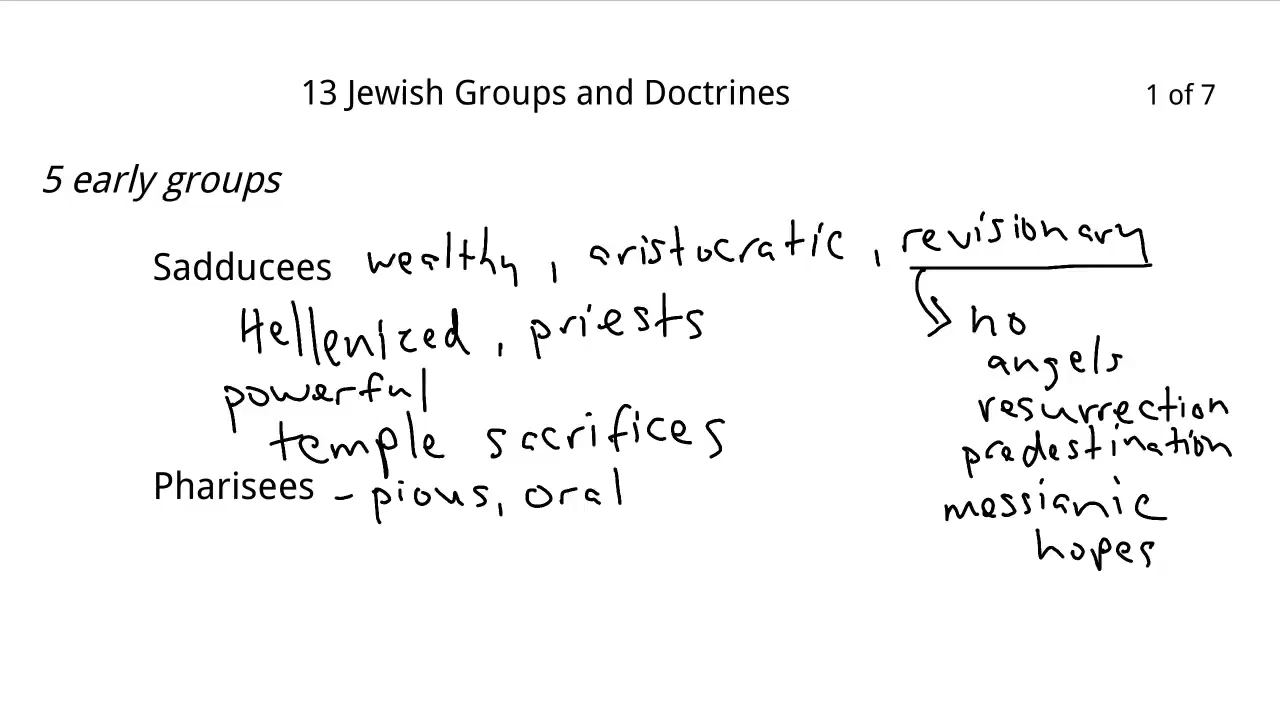 13 Jewish Groups and Doctrines 1 of 7
5 early groups
Sadducees wealthy, aristocratic, revisionary
Hellenized, priests
powerful
temple sacrifices
no
angels
resurrection
predestination
messianic
hopes
Pharisees - pious, oral